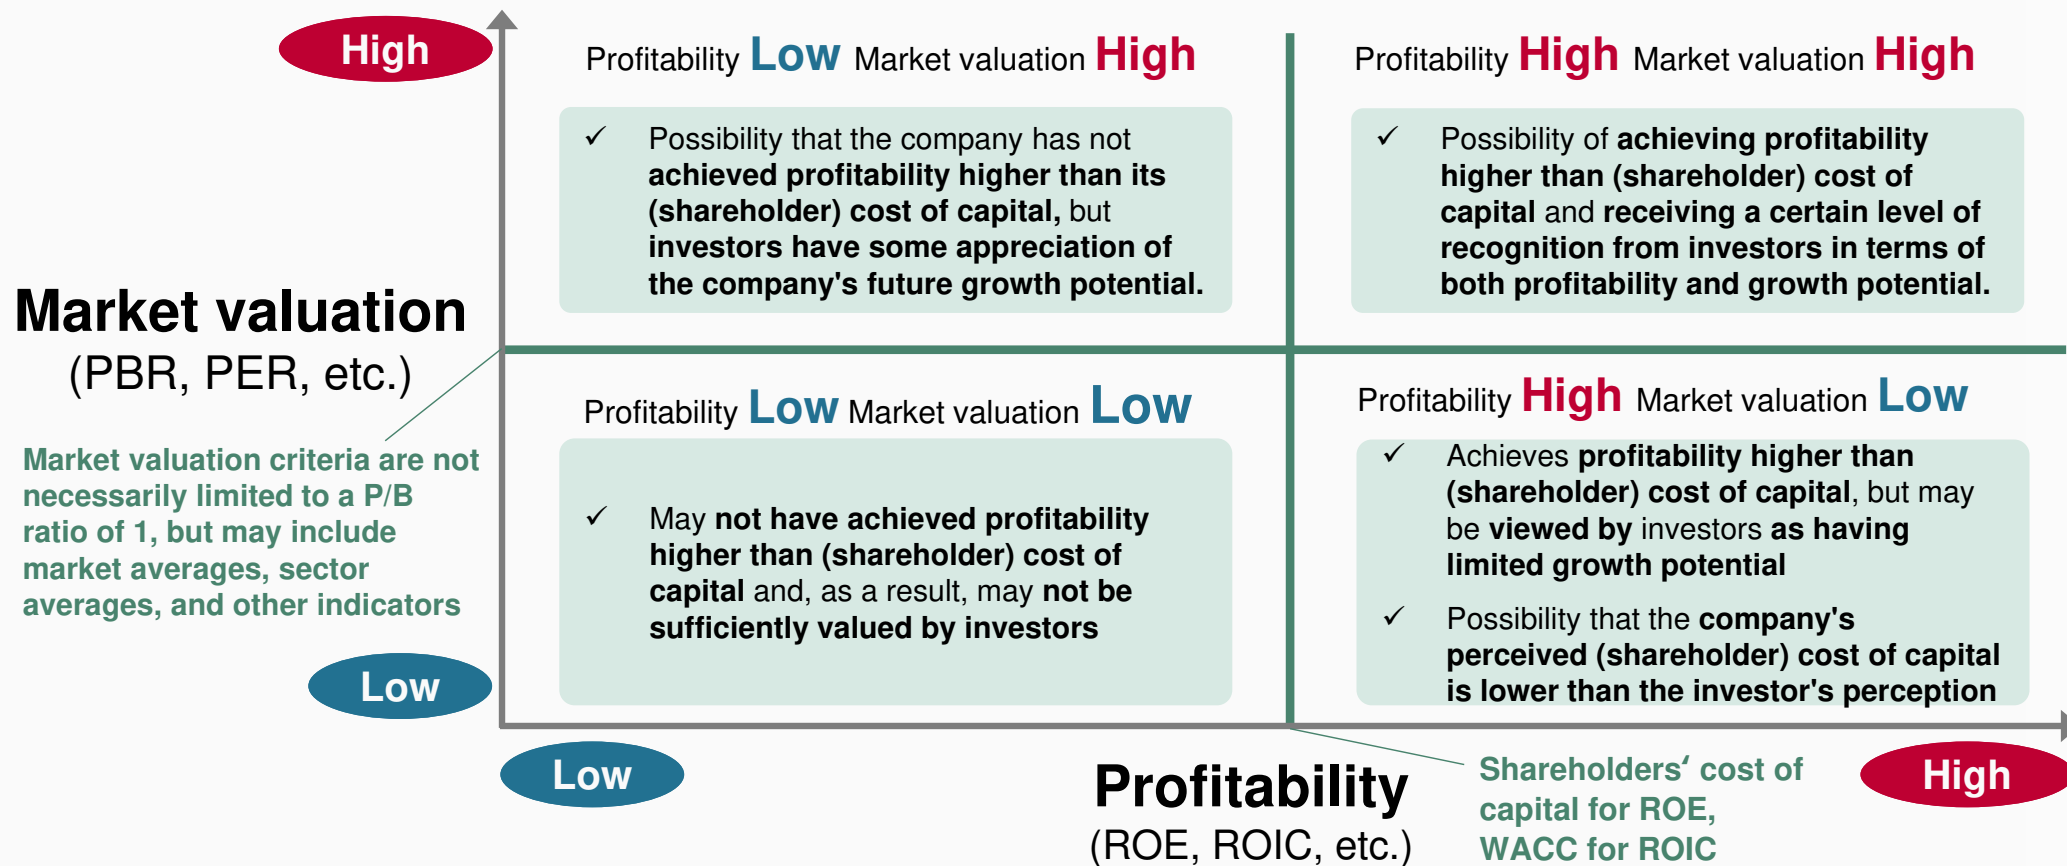 High
Profitability Low Market valuation High
✓ Possibility that the company has not
achieved profitability higher than its
(shareholder) cost of capital, but
investors have some appreciation of
the company's future growth potential.
Profitability High Market valuation High
✓ Possibility of achieving profitability
higher than (shareholder) cost of
capital and receiving a certain level of
recognition from investors in terms of
both profitability and growth potential.
Market valuation
(PBR, PER, etc.)
Market valuation criteria are not
necessarily limited to a P/B
ratio of 1, but may include
market averages, sector
averages, and other indicators
Low
Profitability Low Market valuation Low
✓ May not have achieved profitability
higher than (shareholder) cost of
capital and, as a result, may not be
sufficiently valued by investors
Profitability High Market valuation Low
✓ Achieves profitability higher than
(shareholder) cost of capital, but may
be viewed by investors as having
limited growth potential
✓ Possibility that the company's
perceived (shareholder) cost of capital
is lower than the investor's perception
Low
Profitability
(ROE, ROIC, etc.)
Shareholders‘ cost of
capital for ROE,
WACC for ROIC
High